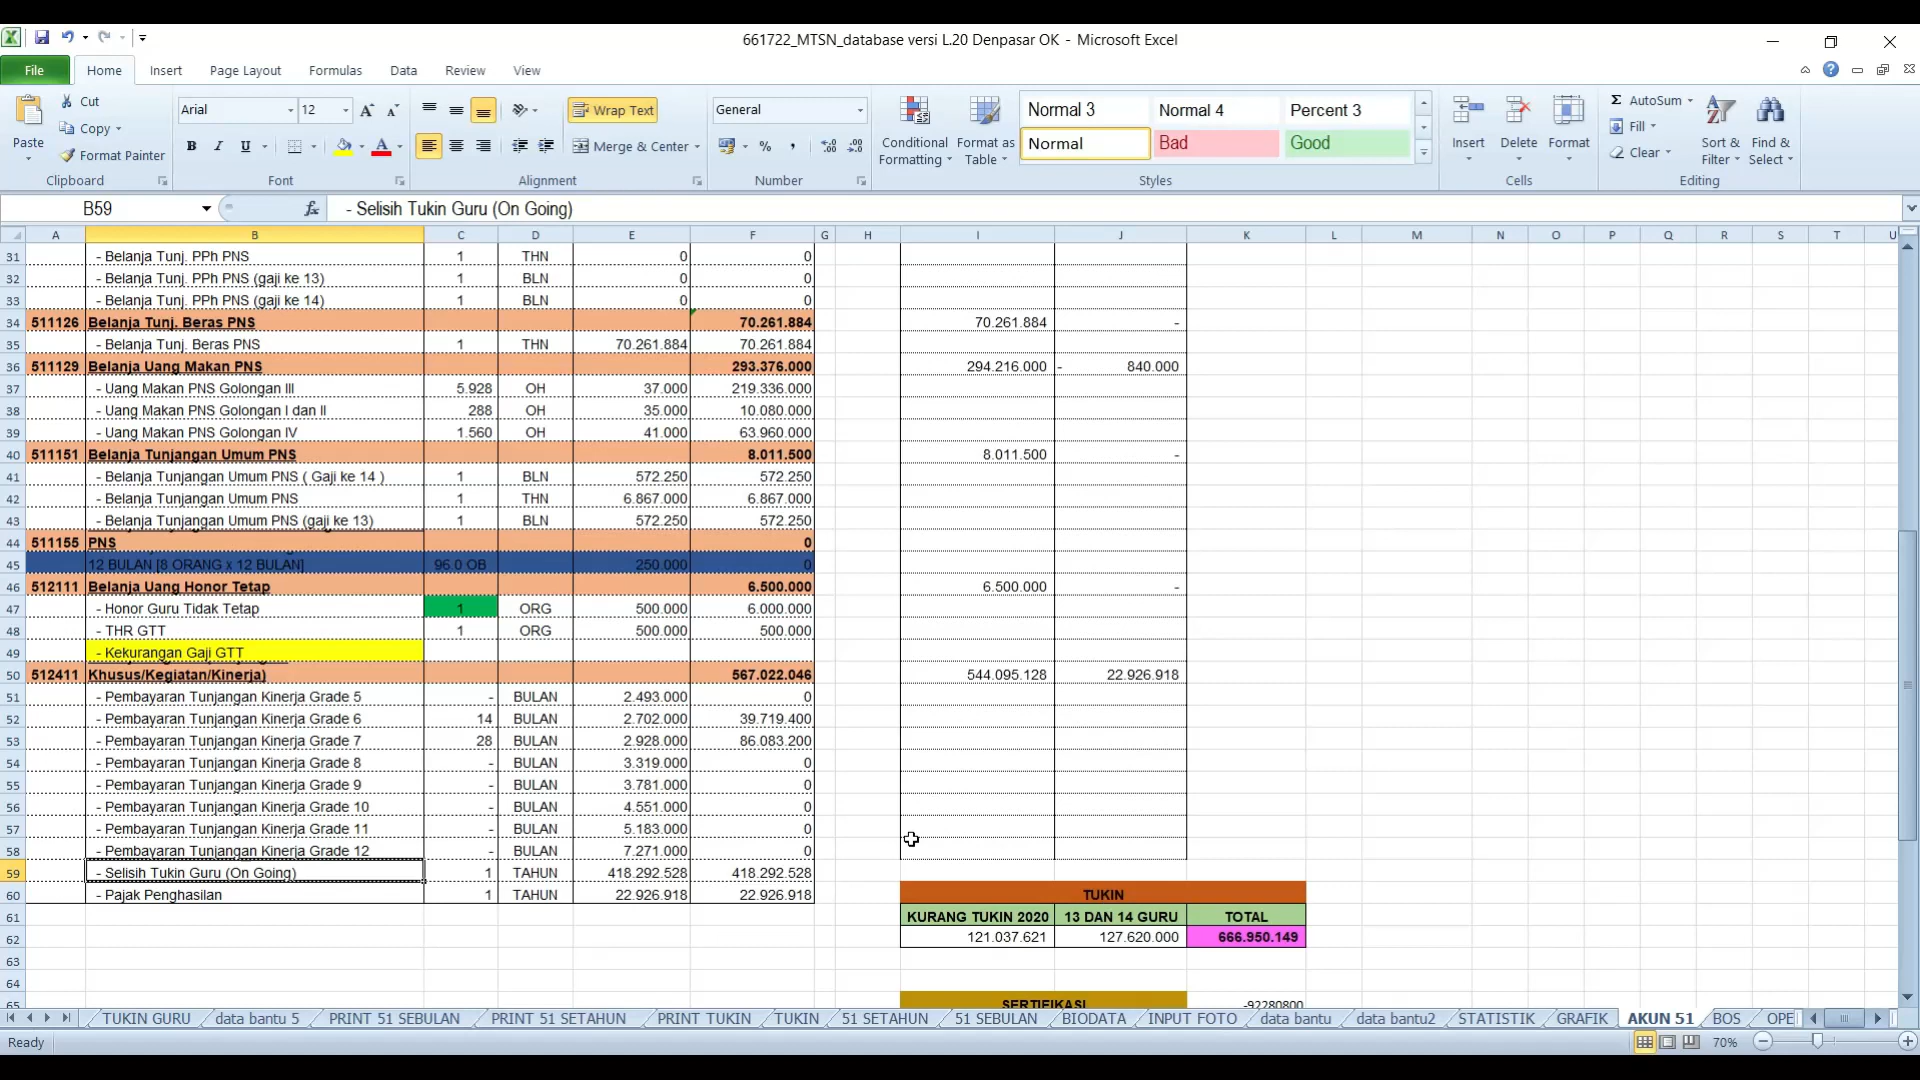 661722_MTSN_database versi L.20 Denpasar OK - Microsoft Excel
File Home Insert Page Layout Formulas Data Review View
Paste Cut Copy Format Painter Clipboard
Arial 12 B I U Font
Wrap Text Merge & Center Alignment
General % , Number
Conditional Formatting Format as Table
Normal 3 Normal 4 Percent 3
Normal Bad Good
Styles
Insert Delete Format Cells
AutoSum Fill Clear Sort & Filter Find & Select Editing
B59 fx - Selisih Tukin Guru (On Going)
A B C D E F G H I J K L M N O P Q R S T U
31 - Belanja Tunj. PPh PNS 1 THN 0 0
32 - Belanja Tunj. PPh PNS (gaji ke 13) 1 BLN 0 0
33 - Belanja Tunj. PPh PNS (gaji ke 14) 1 BLN 0 0
34 511126 Belanja Tunj. Beras PNS 70.261.884 70.261.884 -
35 - Belanja Tunj. Beras PNS 1 THN 70.261.884 70.261.884
36 511129 Belanja Uang Makan PNS 293.376.000 294.216.000 - 840.000
37 - Uang Makan PNS Golongan III 5.928 OH 37.000 219.336.000
38 - Uang Makan PNS Golongan I dan II 288 OH 35.000 10.080.000
39 - Uang Makan PNS Golongan IV 1.560 OH 41.000 63.960.000
40 511151 Belanja Tunjangan Umum PNS 8.011.500 8.011.500 -
41 - Belanja Tunjangan Umum PNS ( Gaji ke 14 ) 1 BLN 572.250 572.250
42 - Belanja Tunjangan Umum PNS 1 THN 6.867.000 6.867.000
43 - Belanja Tunjangan Umum PNS (gaji ke 13) 1 BLN 572.250 572.250
44 511155 PNS 0
45 12 BULAN [8 ORANG x 12 BULAN] 96.0 OB 250.000 0
46 512111 Belanja Uang Honor Tetap 6.500.000 6.500.000 -
47 - Honor Guru Tidak Tetap 1 ORG 500.000 6.000.000
48 - THR GTT 1 ORG 500.000 500.000
49 - Kekurangan Gaji GTT
50 512411 Khusus/Kegiatan/Kinerja) 567.022.046 544.095.128 22.926.918
51 - Pembayaran Tunjangan Kinerja Grade 5 - BULAN 2.493.000 0
52 - Pembayaran Tunjangan Kinerja Grade 6 14 BULAN 2.702.000 39.719.400
53 - Pembayaran Tunjangan Kinerja Grade 7 28 BULAN 2.928.000 86.083.200
54 - Pembayaran Tunjangan Kinerja Grade 8 - BULAN 3.319.000 0
55 - Pembayaran Tunjangan Kinerja Grade 9 - BULAN 3.781.000 0
56 - Pembayaran Tunjangan Kinerja Grade 10 - BULAN 4.551.000 0
57 - Pembayaran Tunjangan Kinerja Grade 11 - BULAN 5.183.000 0
58 - Pembayaran Tunjangan Kinerja Grade 12 - BULAN 7.271.000 0
59 - Selisih Tukin Guru (On Going) 1 TAHUN 418.292.528 418.292.528
60 - Pajak Penghasilan 1 TAHUN 22.926.918 22.926.918 TUKIN
61 KURANG TUKIN 2020 13 DAN 14 GURU TOTAL
62 121.037.621 127.620.000 666.950.149
63
64
65 SERTIFIKASI -92280800
TUKIN GURU data bantu 5 PRINT 51 SEBULAN PRINT 51 SETAHUN PRINT TUKIN TUKIN 51 SETAHUN 51 SEBULAN BIODATA INPUT FOTO data bantu data bantu2 STATISTIK GRAFIK AKUN 51 BOS OPE
Ready 70%